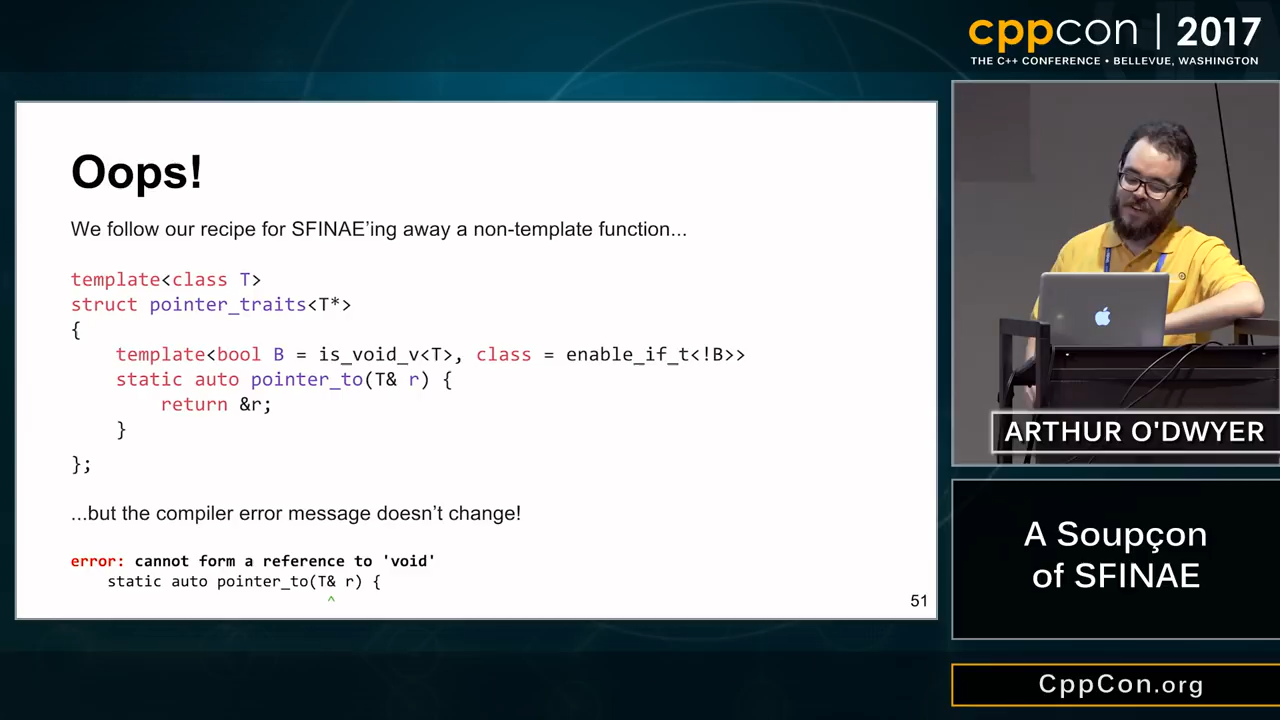 cppcon | 2017
THE C++ CONFERENCE • BELLEVUE, WASHINGTON
Oops!
We follow our recipe for SFINAE’ing away a non-template function...
template<class T>
struct pointer_traits<T*>
{
    template<bool B = is_void_v<T>, class = enable_if_t<!B>>
    static auto pointer_to(T& r) {
        return &r;
    }
};
...but the compiler error message doesn’t change!
error: cannot form a reference to 'void'
    static auto pointer_to(T& r) {
^
51
ARTHUR O'DWYER
A Soupçon
of SFINAE
CppCon.org